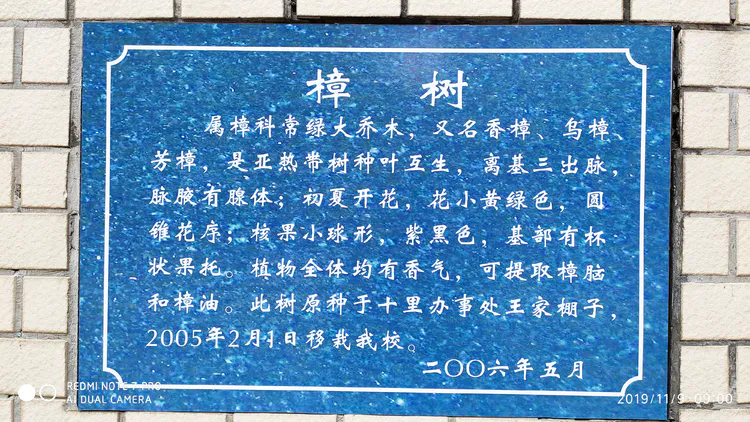 樟 树
属樟科常绿大乔木，又名香樟、乌樟、
芳樟，是亚热带树种叶互生，离基三出脉，
脉腋有腺体；初夏开花，花小黄绿色，圆
锥花序；核果小球形，紫黑色，基部有杯
状果托。植物全体均有香气，可提取樟脑
和樟油。此树原种于十里办事处王家棚子，
2005年2月1日移栽我校。
二〇〇六年五月
REDMI NOTE 7 PRO
AI DUAL CAMERA
2019/11/9 00:00